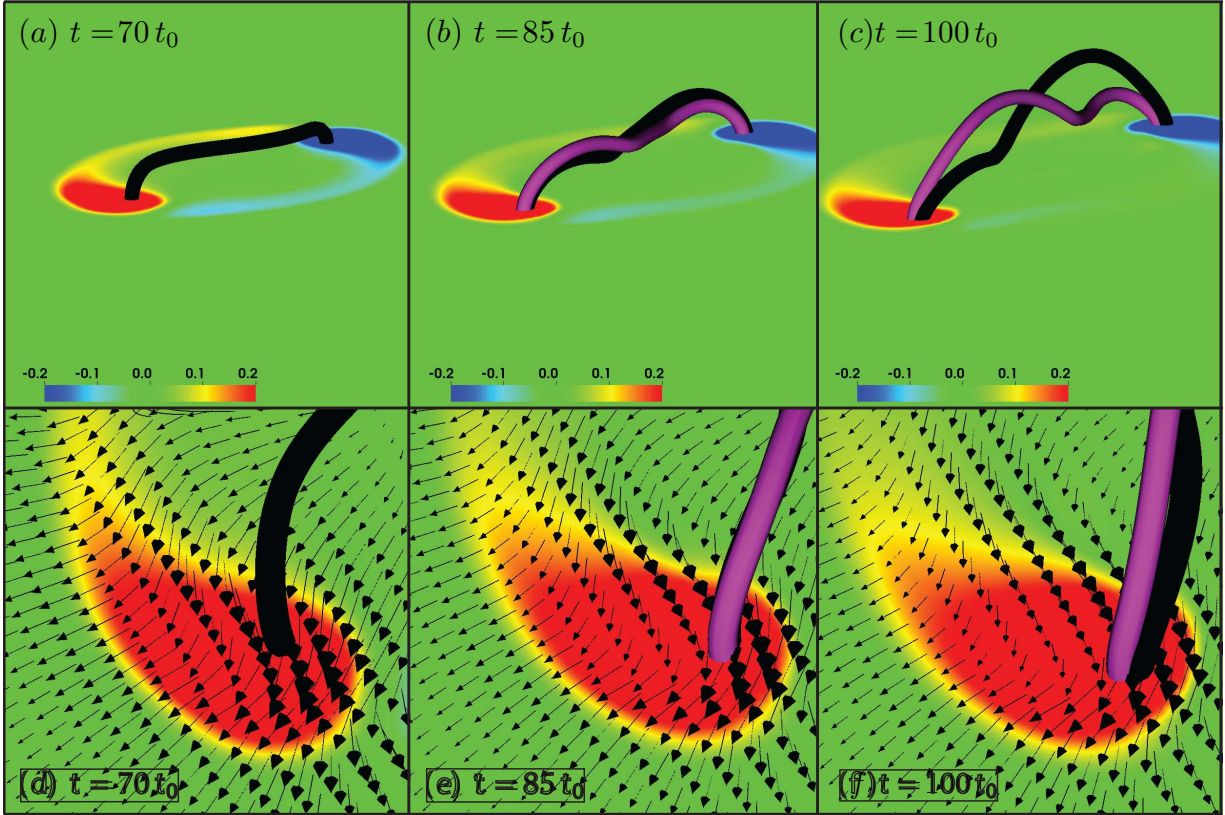 (a) t = 70 t₀
(b) t = 85 t₀
(c) t = 100 t₀
-0.2 -0.1 0.0 0.1 0.2
-0.2 -0.1 0.0 0.1 0.2
-0.2 -0.1 0.0 0.1 0.2
(d) t = 70 t₀
(e) t = 85 t₀
(f) t = 100 t₀